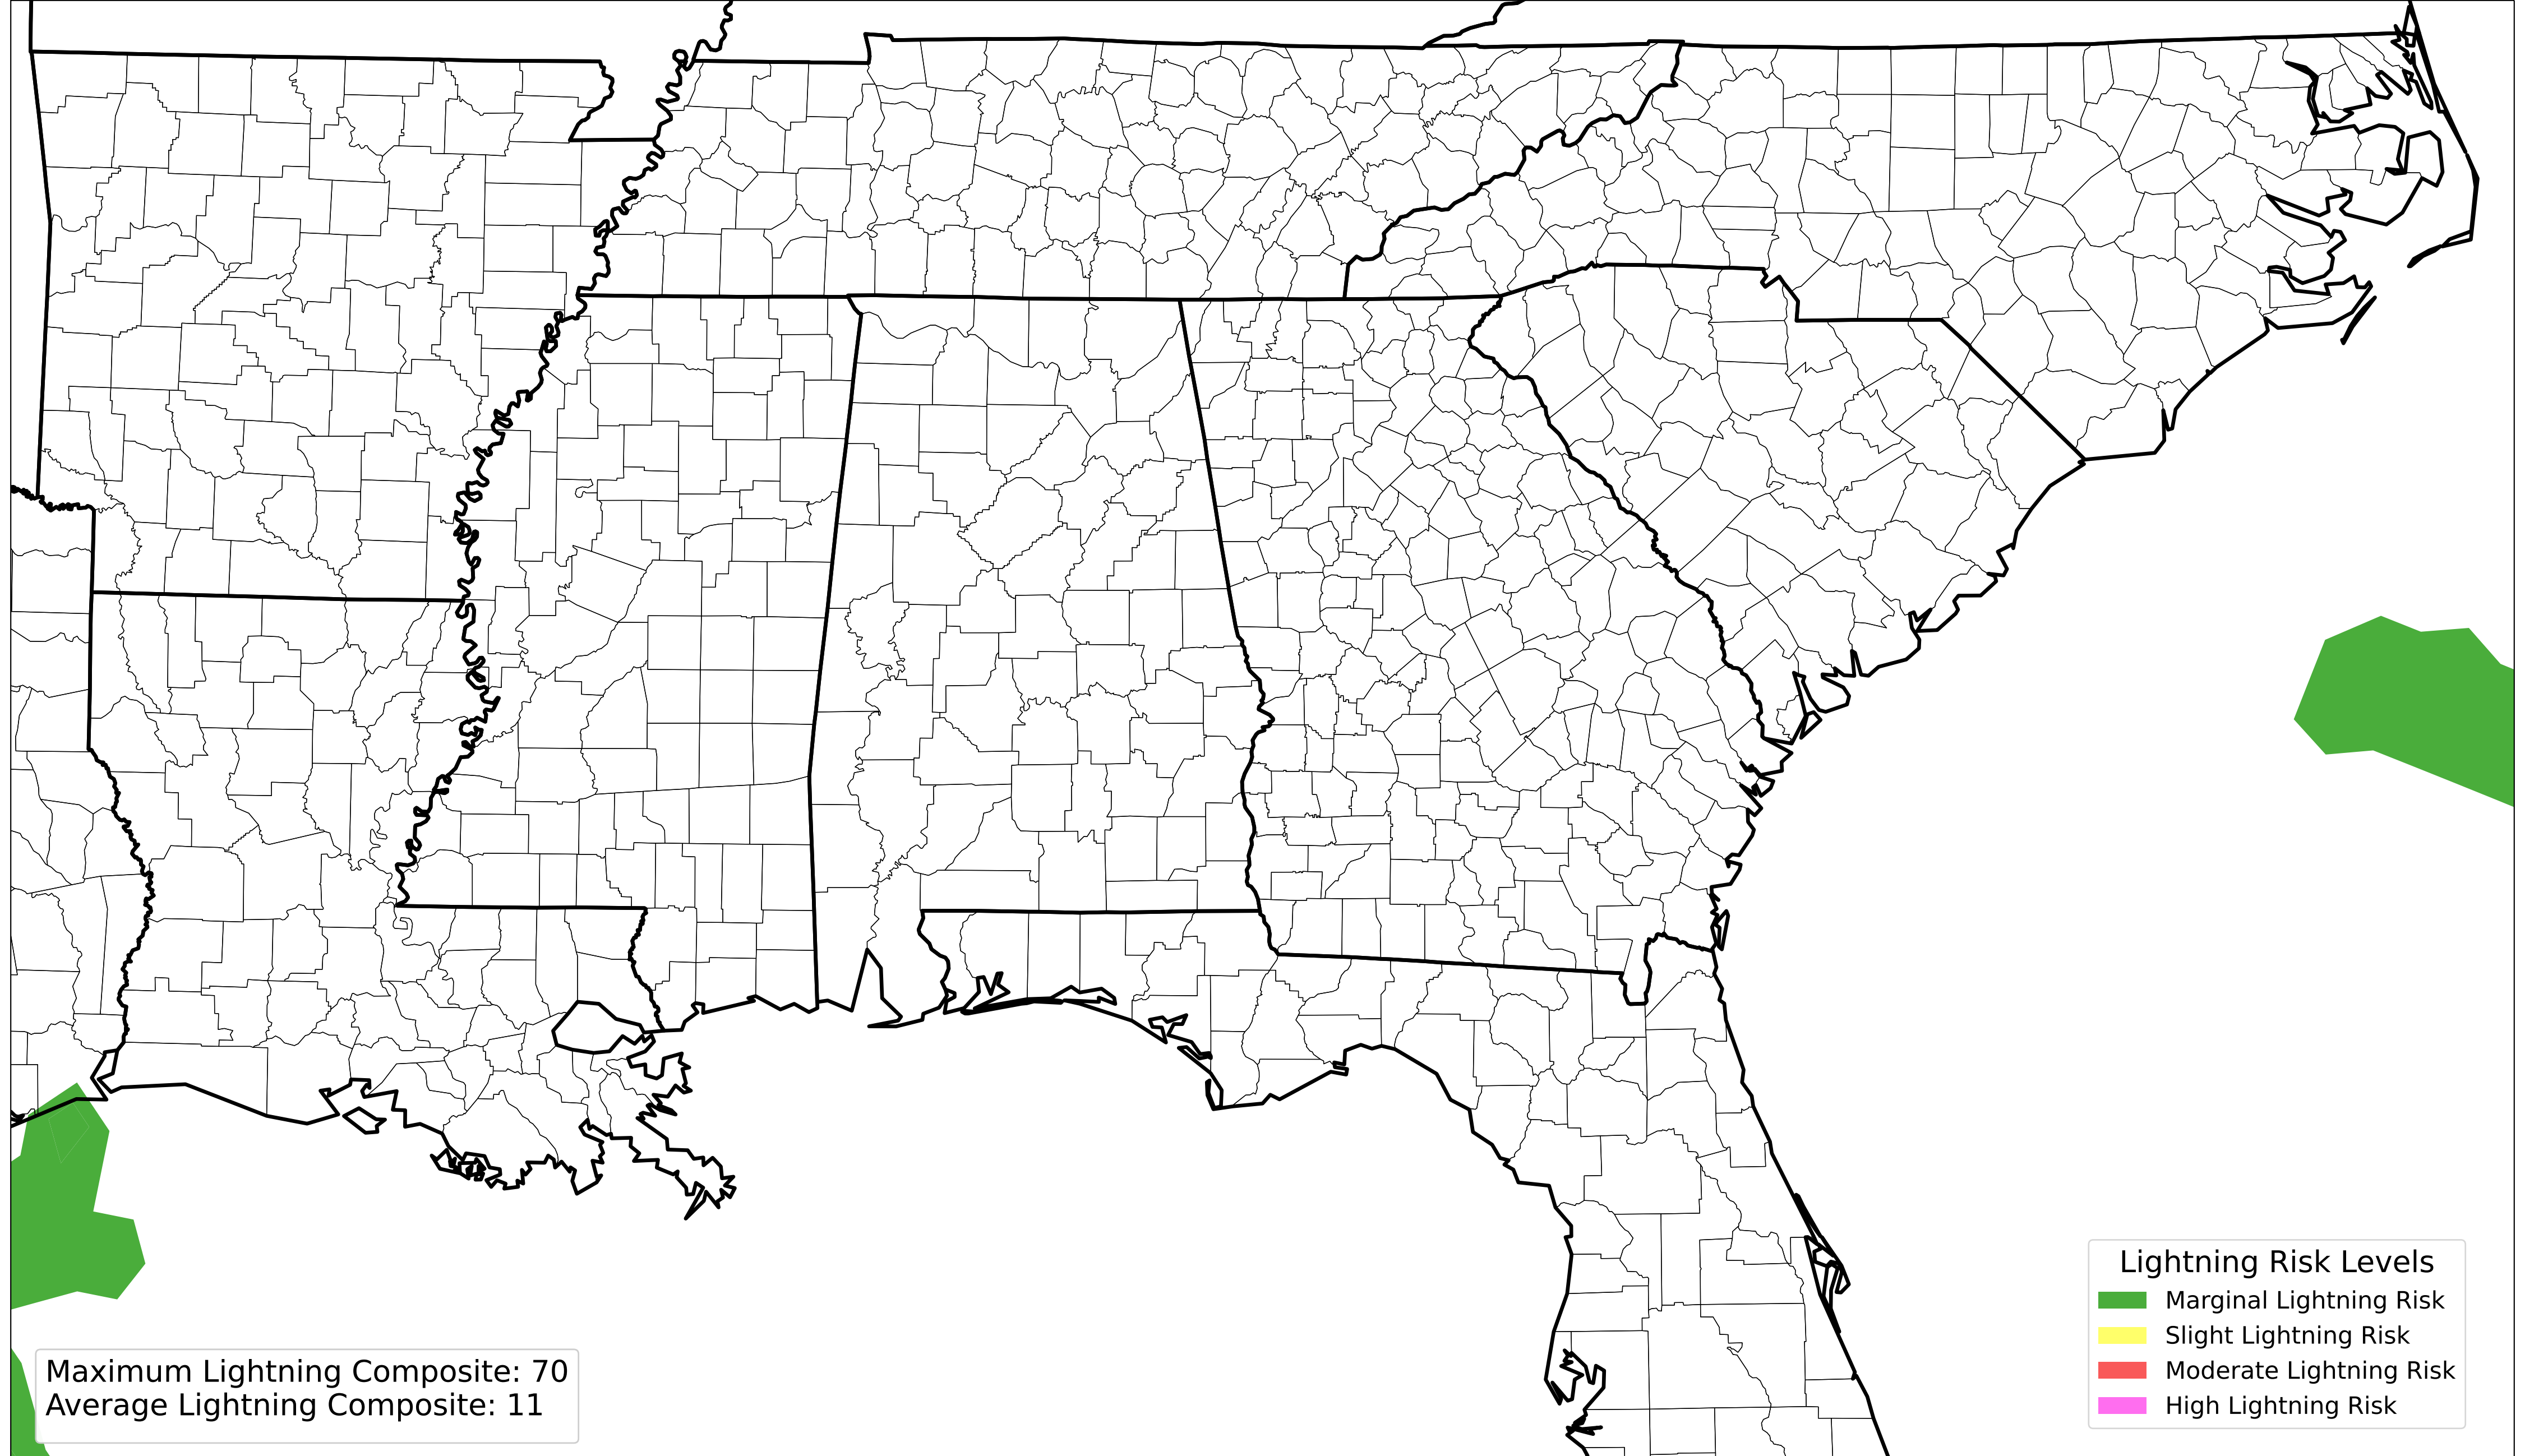 Maximum Lightning Composite: 70
Average Lightning Composite: 11
Lightning Risk Levels
Marginal Lightning Risk
Slight Lightning Risk
Moderate Lightning Risk
High Lightning Risk